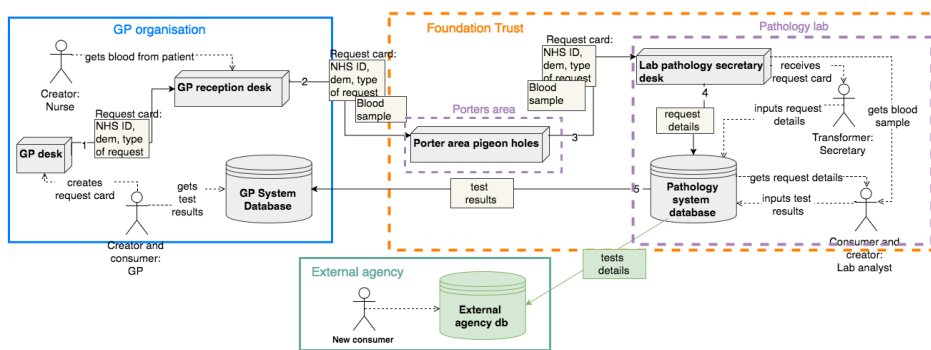 GP organisation
gets blood from patient
Creator:
Nurse
GP reception desk
2
Request card:
NHS ID,
dem, type
of request
Blood
sample
Request card:
NHS ID,
dem, type
of request
1
GP desk
creates
request card
Creator and
consumer:
GP
gets
test
results
GP System
Database
Foundation Trust
Porters area
Porter area pigeon holes
3
Request card:
NHS ID,
dem, type
of request
Blood
sample
Pathology lab
Lab pathology secretary
desk
4
receives
request card
request
details
inputs request
details
Transformer:
Secretary
gets blood
sample
Pathology
system
database
gets request details
inputs test
results
Consumer and
creator:
Lab analyst
5
test
results
tests
details
External agency
New consumer
External
agency db